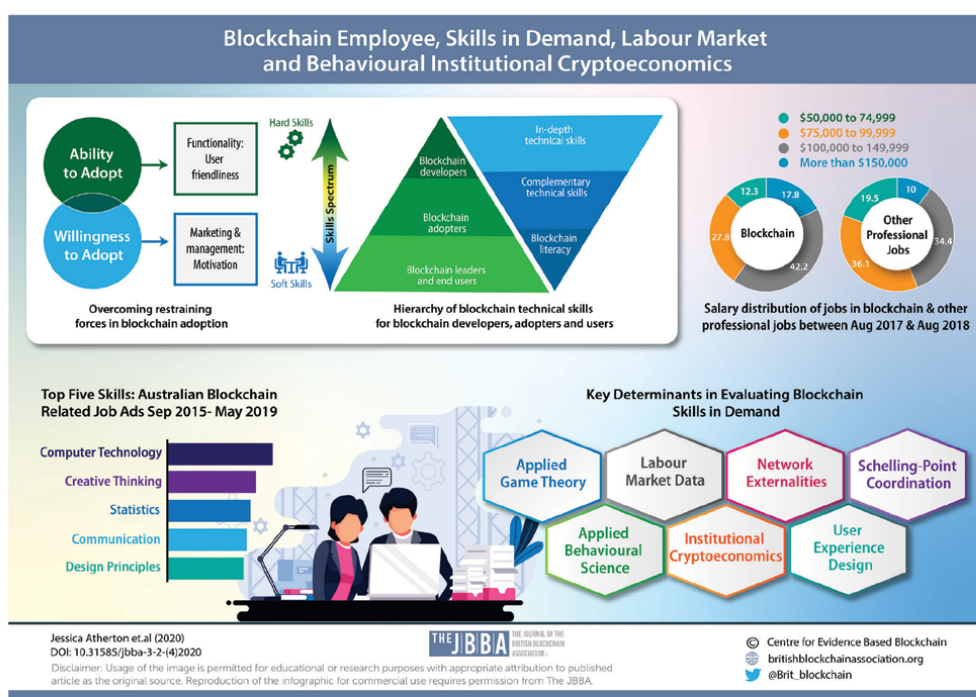 Blockchain Employee, Skills in Demand, Labour Market
and Behavioural Institutional Cryptoeconomics
Ability
to Adopt
Willingness
to Adopt
Functionality:
User
friendliness
Marketing &
management:
Motivation
Overcoming restraining
forces in blockchain adoption
Hard Skills
Skills Spectrum
Soft Skills
Blockchain
developers
Blockchain
adopters
Blockchain leaders
and end users
In-depth
technical skills
Complementary
technical skills
Blockchain
literacy
Hierarchy of blockchain technical skills
for blockchain developers, adopters and users
$50,000 to 74,999
$75,000 to 99,999
$100,000 to 149,999
More than $150,000
12.3
17.8
27.8
Blockchain
42.2
19.5
10
Other
Professional
Jobs
34.4
36.1
Salary distribution of jobs in blockchain & other
professional jobs between Aug 2017 & Aug 2018
Top Five Skills: Australian Blockchain
Related Job Ads Sep 2015- May 2019
Computer Technology
Creative Thinking
Statistics
Communication
Design Principles
Key Determinants in Evaluating Blockchain
Skills in Demand
Applied
Game Theory
Labour
Market Data
Network
Externalities
Schelling-Point
Coordination
Applied
Behavioural
Science
Institutional
Cryptoeconomics
User
Experience
Design
Jessica Atherton et.al (2020)
DOI: 10.31585/jbba-3-2-(4)2020
Disclaimer: Usage of the image is permitted for educational or research purposes with appropriate attribution to published
article as the original source. Reproduction of the infographic for commercial use requires permission from The JBBA.
THE JBBA
THE JOURNAL OF THE
BRITISH BLOCKCHAIN
ASSOCIATION
© Centre for Evidence Based Blockchain
britishblockchainassociation.org
@Brit_blockchain